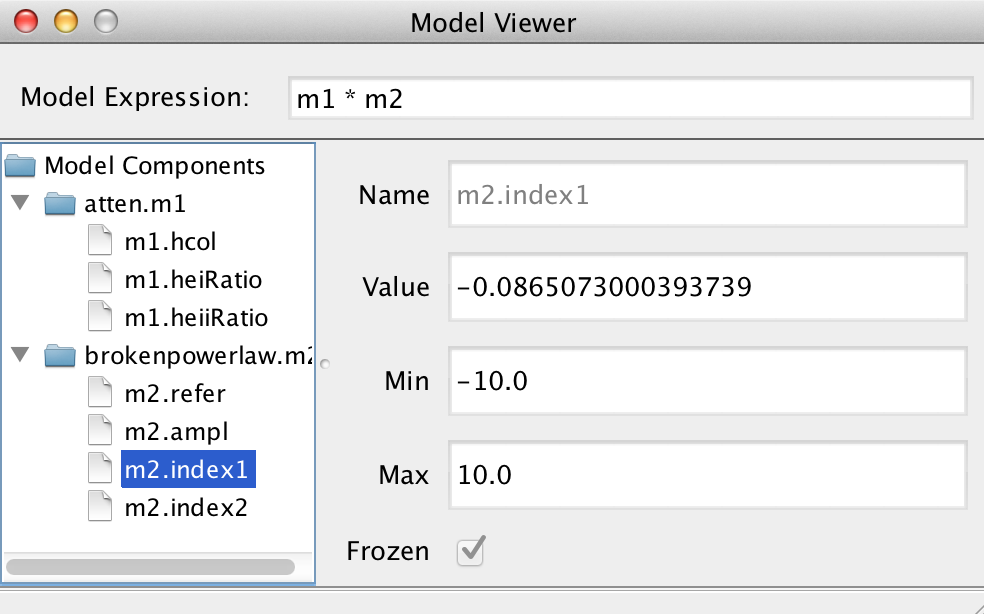 Model Viewer
Model Expression: m1 * m2
Model Components
atten.m1
m1.hcol
m1.heiRatio
m1.heiiRatio
brokenpowerlaw.m2
m2.refer
m2.ampl
m2.index1
m2.index2
Name m2.index1
Value -0.0865073000393739
Min -10.0
Max 10.0
Frozen